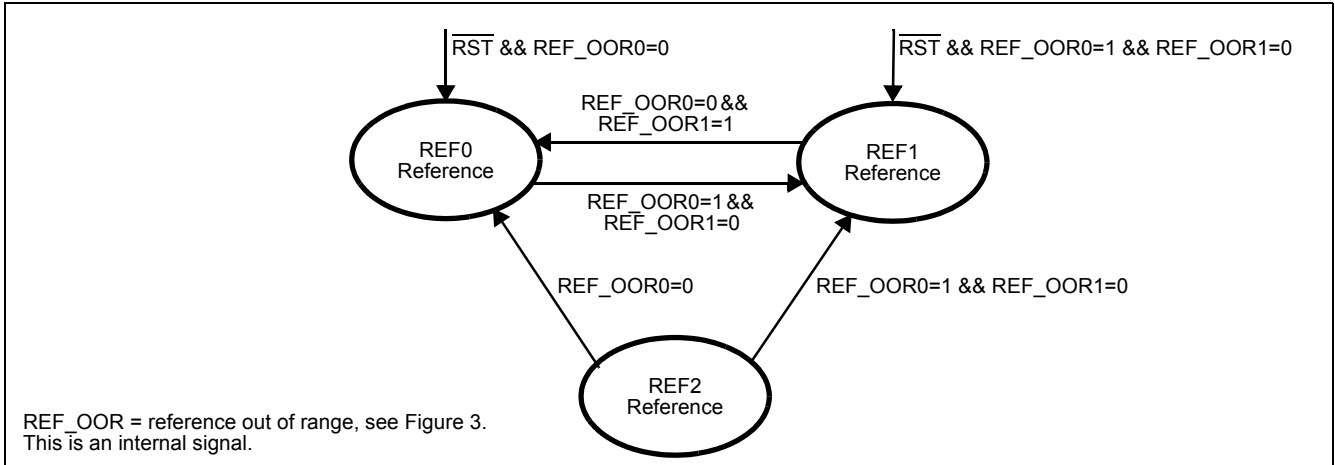 R̅S̅T̅ && REF_OOR0=0
R̅S̅T̅ && REF_OOR0=1 && REF_OOR1=0
REF_OOR0=0 &&
REF_OOR1=1
REF0
Reference
REF1
Reference
REF_OOR0=1 &&
REF_OOR1=0
REF_OOR0=0
REF_OOR0=1 && REF_OOR1=0
REF2
Reference
REF_OOR = reference out of range, see Figure 3.
This is an internal signal.